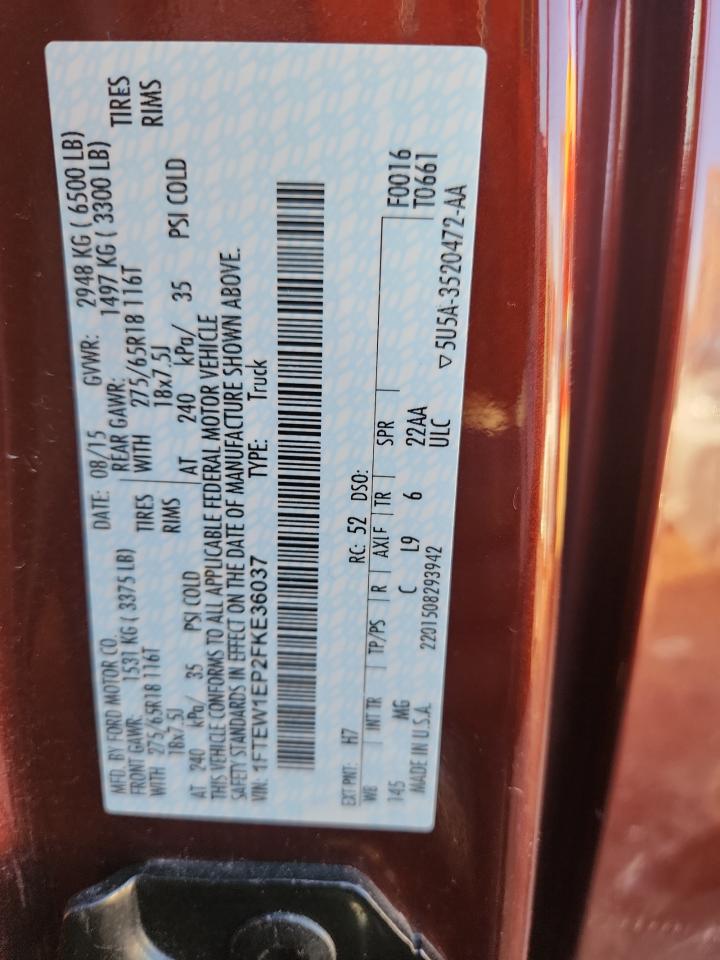 MFD. BY FORD MOTOR CO.
DATE: 08/15 GVWR: 2948 KG ( 6500 LB)
FRONT GAWR: 1531 KG ( 3375 LB)
REAR GAWR: 1497 KG ( 3300 LB)
WITH 275/65R18 116T TIRES
WITH 275/65R18 116T TIRES
18x7.5J RIMS
18x7.5J RIMS
AT 240 kPa/ 35 PSI COLD
AT 240 kPa/ 35 PSI COLD
THIS VEHICLE CONFORMS TO ALL APPLICABLE FEDERAL MOTOR VEHICLE
SAFETY STANDARDS IN EFFECT ON THE DATE OF MANUFACTURE SHOWN ABOVE.
VIN: 1FTEW1EP2FKE36037 TYPE: Truck
EXT PNT: H7 RC: 52 DSO:
F0016
WB INT TR TP/PS R AXLE TR SPR
T0661
145 MG C L9 6 22AA
MADE IN U.S.A. 2201508293942 ULC
▽5U5A-3520472-AA